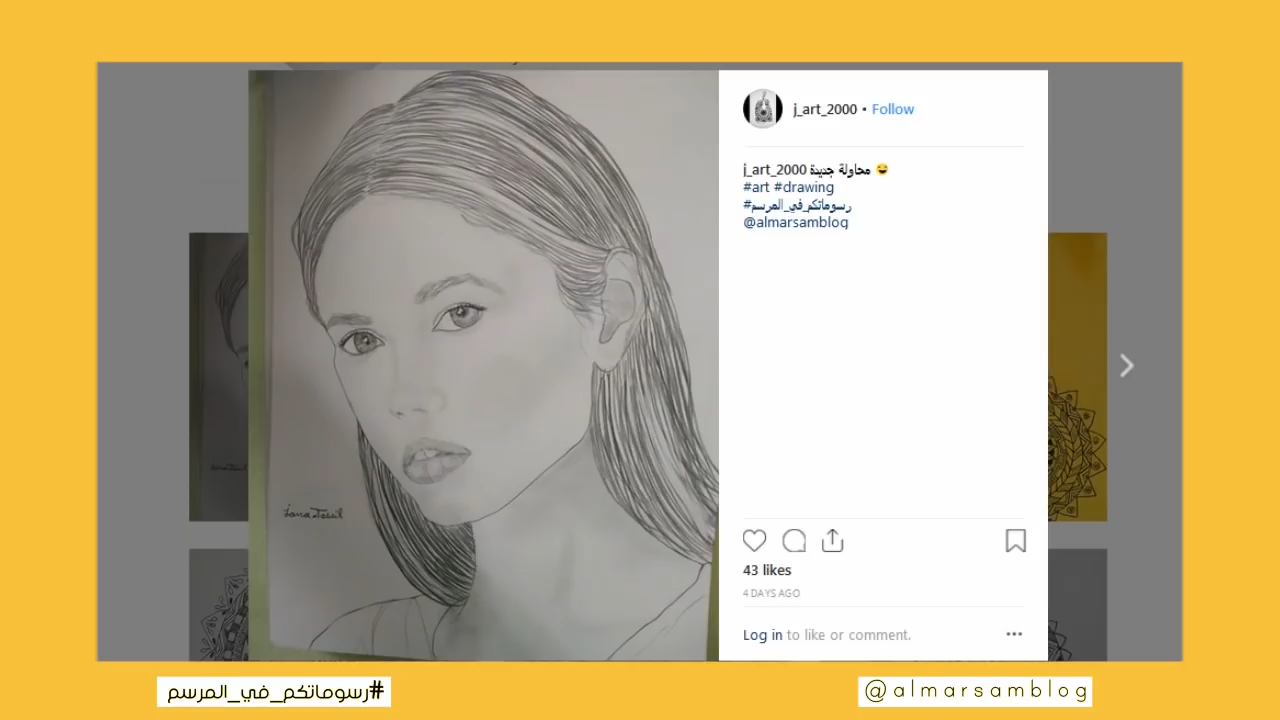 j_art_2000 • Follow
j_art_2000 محاولة جديدة 😄
#art #drawing
#رسوماتكم_في_المرسم
@almarsamblog
43 likes
4 DAYS AGO
Log in to like or comment.
#رسوماتكم_في_المرسم
@almarsamblog